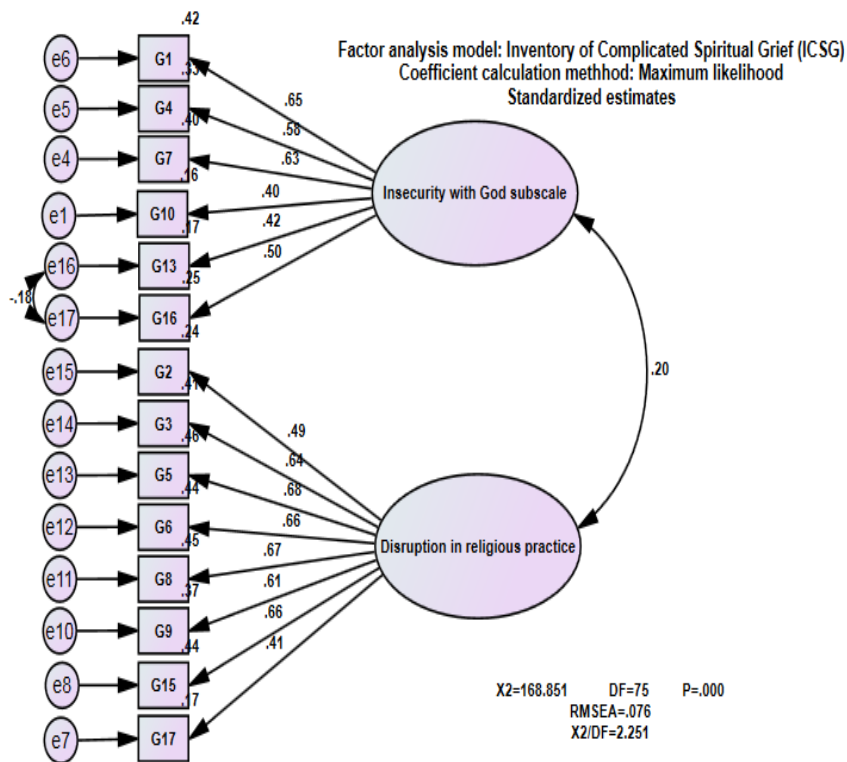 .42
Factor analysis model: Inventory of Complicated Spiritual Grief (ICSG)
Coefficient calculation methhod: Maximum likelihood
Standardized estimates
e6 G1
.33
.65
e5 G4
.40
.58
e4 G7
.16
.63
e1 G10
.17
.40
e16 G13
.25
.42
-.18
e17 G16
.24
.50
Insecurity with God subscale
.20
e15 G2
.41
.49
e14 G3
.46
.64
e13 G5
.44
.68
e12 G6
.45
.66
e11 G8
.37
.67
e10 G9
.44
.61
e8 G15
.17
.66
e7 G17
.41
Disruption in religious practice
X2=168.851 DF=75 P=.000
RMSEA=.076
X2/DF=2.251